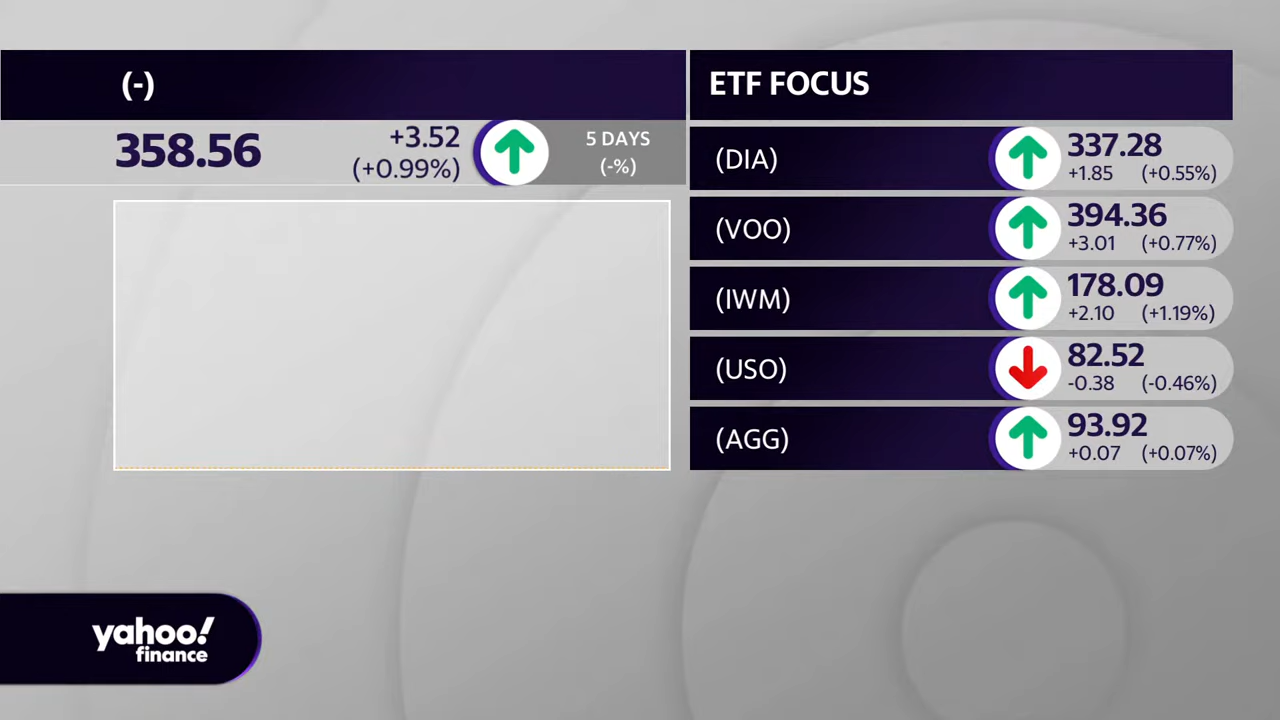 (-)
358.56
+3.52
(+0.99%)
5 DAYS
(-%)
ETF FOCUS
(DIA)
337.28
+1.85 (+0.55%)
(VOO)
394.36
+3.01 (+0.77%)
(IWM)
178.09
+2.10 (+1.19%)
(USO)
82.52
-0.38 (-0.46%)
(AGG)
93.92
+0.07 (+0.07%)
yahoo!
finance